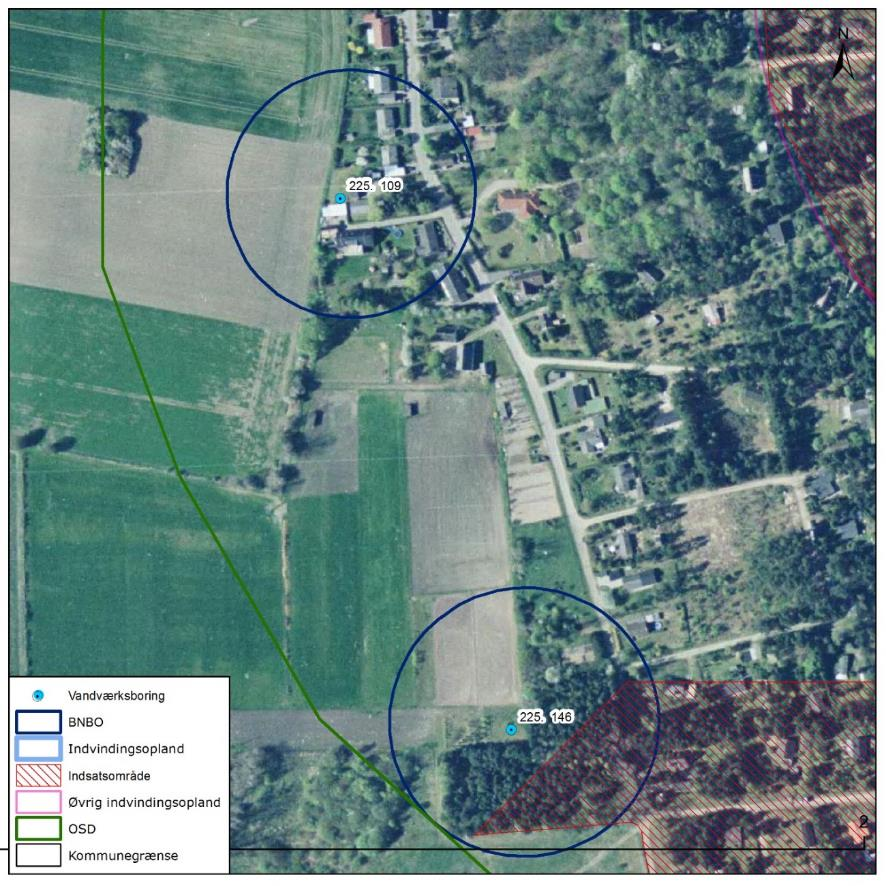 N
225. 109
225. 146
2
Vandværksboring
BNBO
Indvindingsopland
Indsatsområde
Øvrig indvindingsopland
OSD
Kommunegrænse